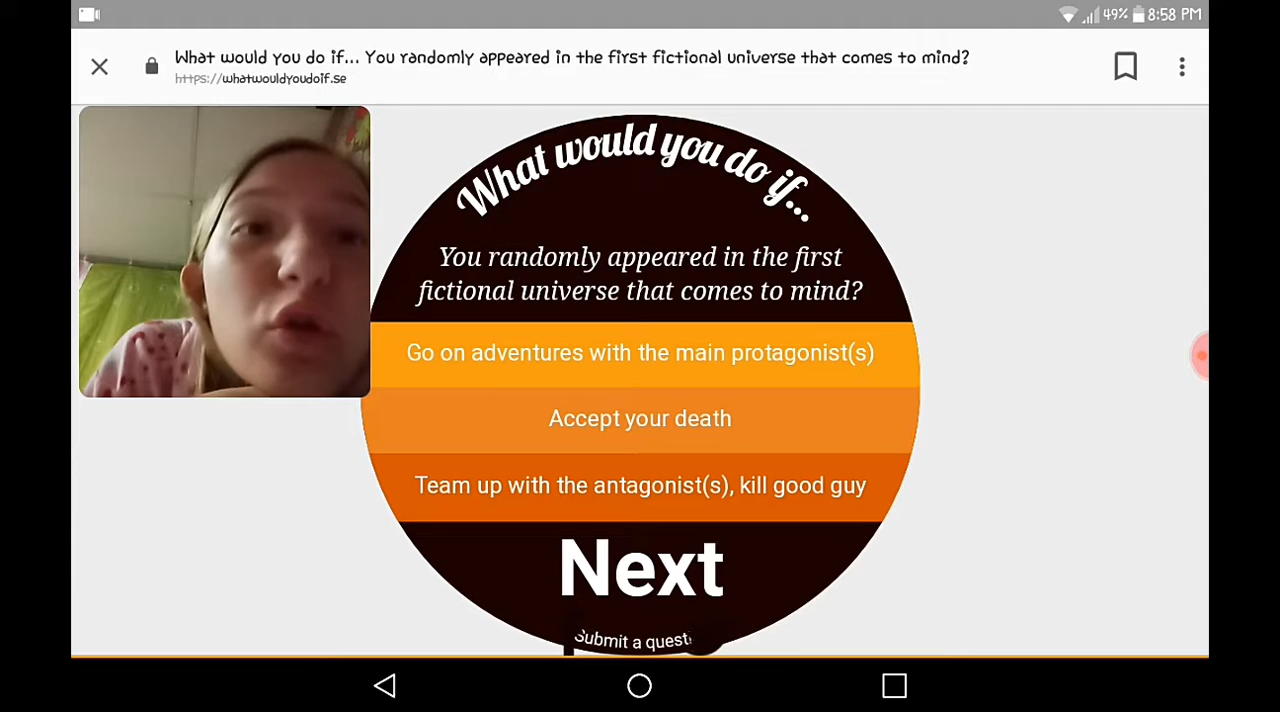 49% 8:58 PM
What would you do if... You randomly appeared in the first fictional universe that comes to mind?
https://whatwouldyoudoif.se
What would you do if...
You randomly appeared in the first
fictional universe that comes to mind?
Go on adventures with the main protagonist(s)
Accept your death
Team up with the antagonist(s), kill good guy
Next
Submit a questi